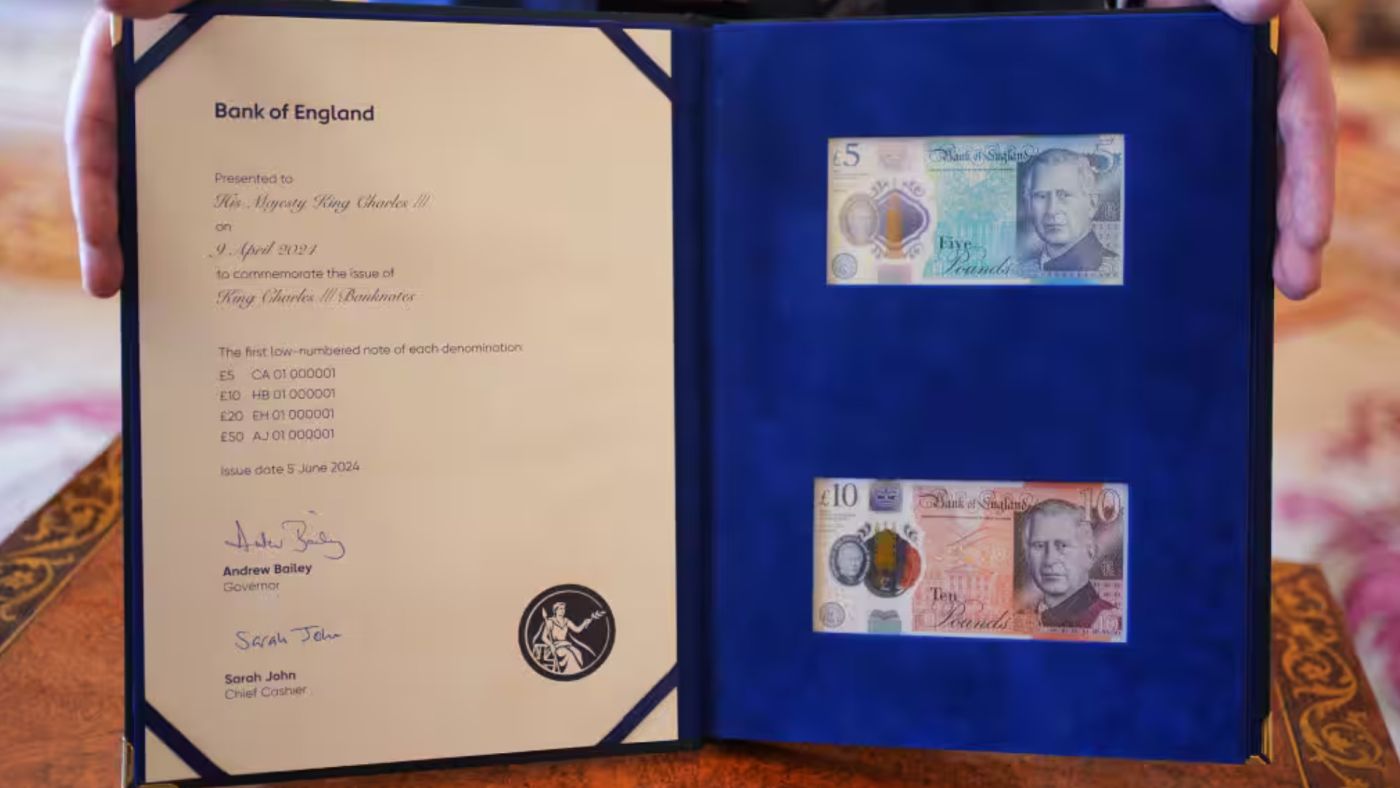 Bank of England
Presented to
His Majesty King Charles III
on
9 April 2024
to commemorate the issue of
King Charles III Banknotes
The first low-numbered note of each denomination:
£5 CA 01 000001
£10 HB 01 000001
£20 EH 01 000001
£50 AJ 01 000001
Issue date 5 June 2024
Andrew Bailey
Andrew Bailey
Governor
Sarah John
Sarah John
Chief Cashier
£5
Bank of England
5
Five
Pounds
£10
Bank of England
10
Ten
Pounds